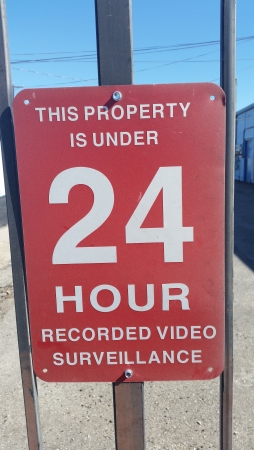 THIS PROPERTY
IS UNDER
24
HOUR
RECORDED VIDEO
SURVEILLANCE